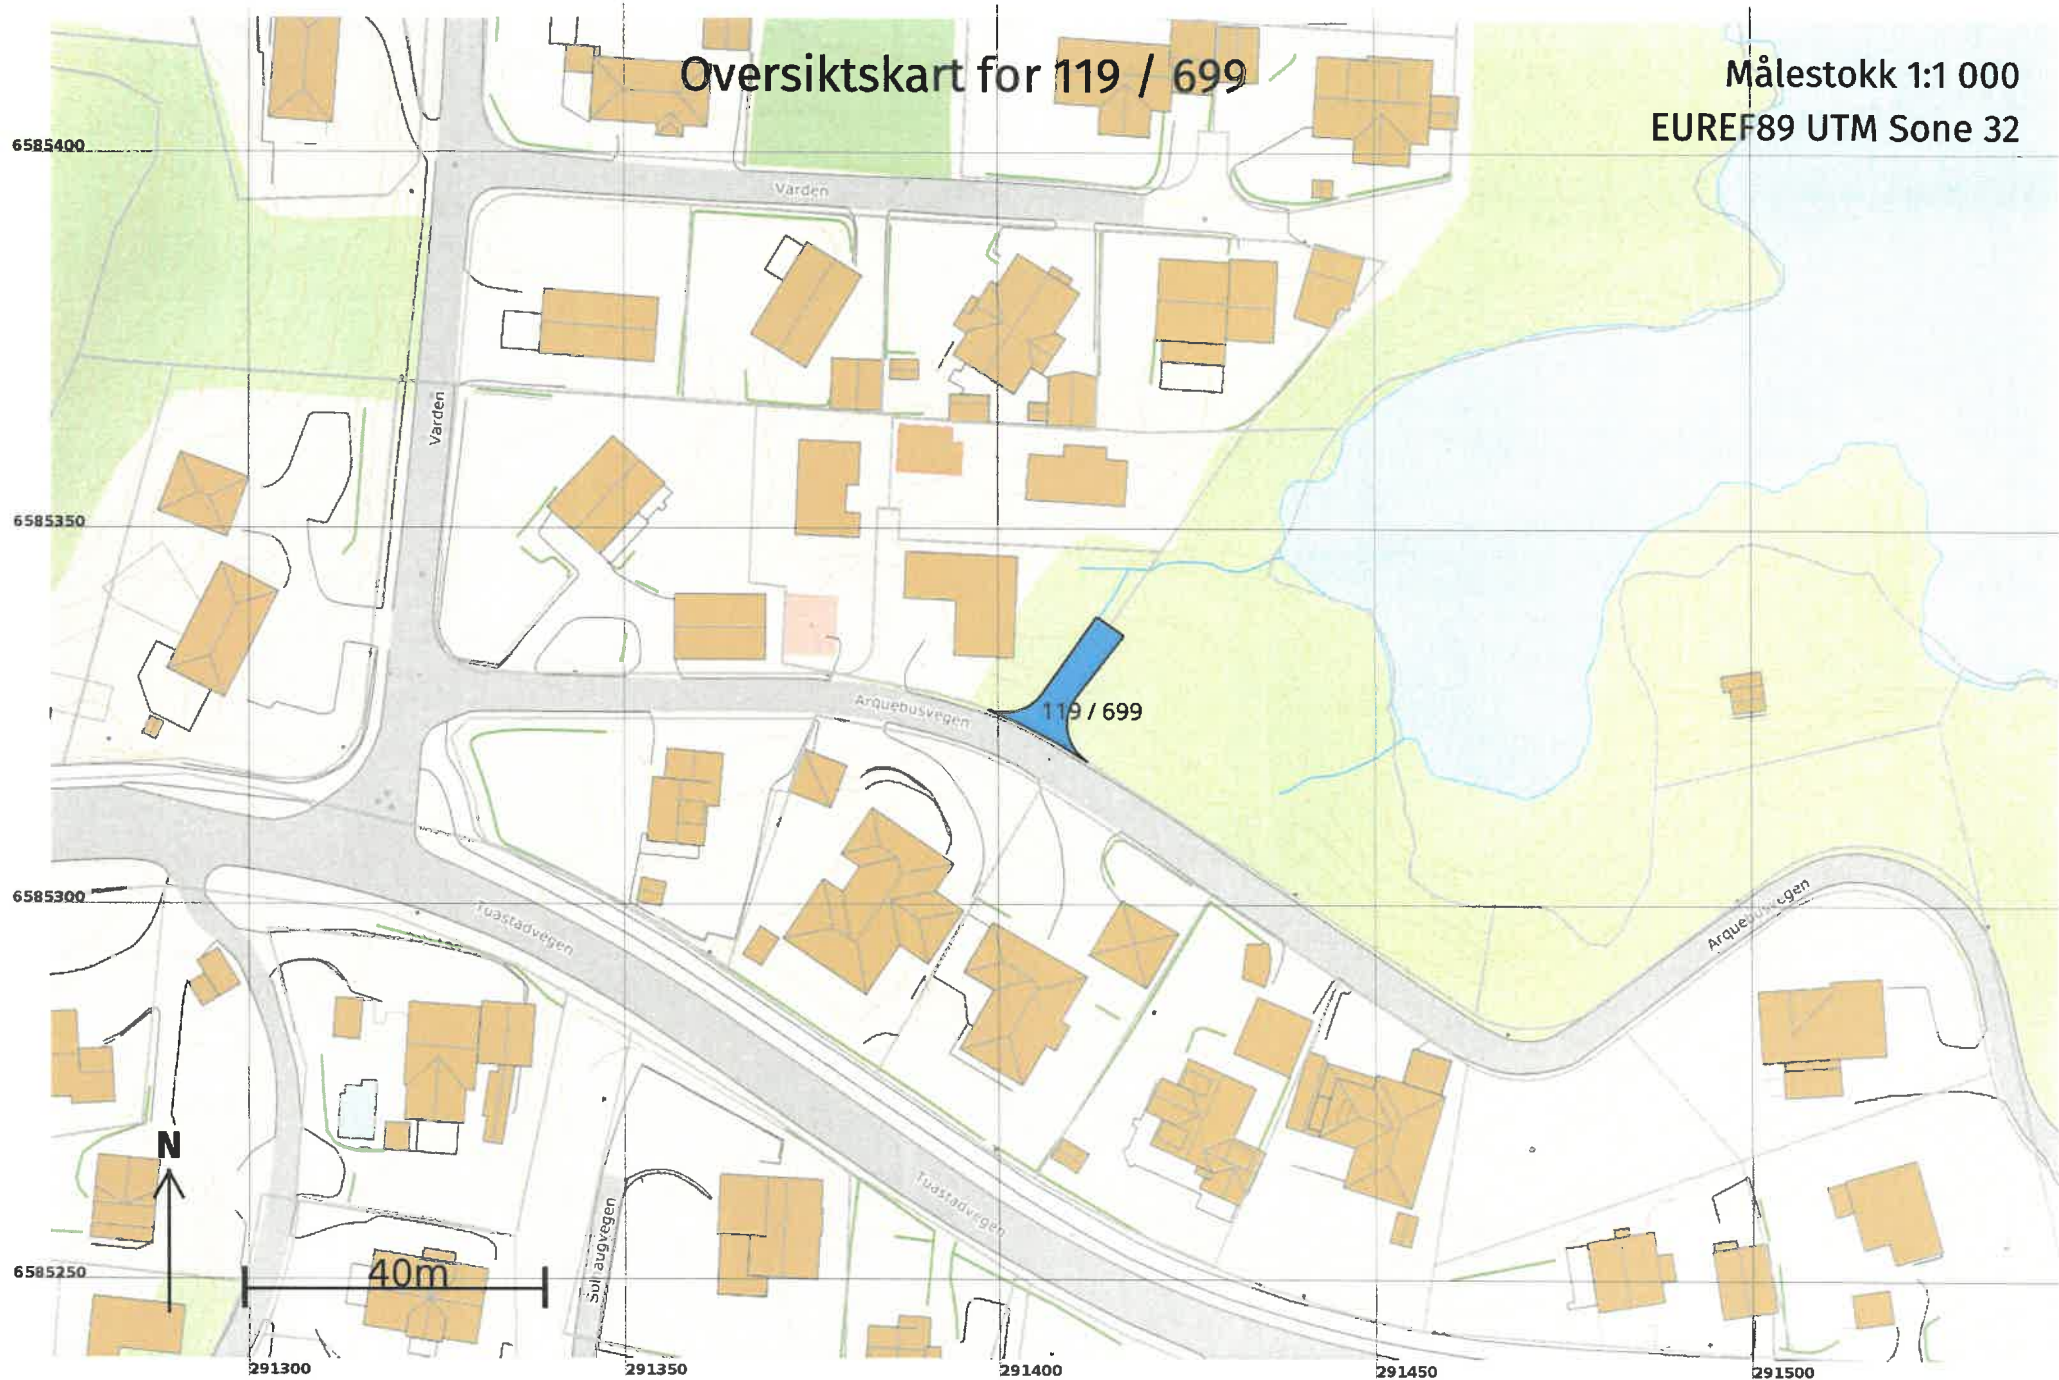 Oversiktskart for 119 / 699
Målestokk 1:1 000
EUREF89 UTM Sone 32
6585400
Varden
Varden
6585350
Arquebusvegen
119 / 699
6585300
Tuastadvegen
Arquebusvegen
N
Tuastadvegen
Solhaugvegen
6585250
40m
291300
291350
291400
291450
291500